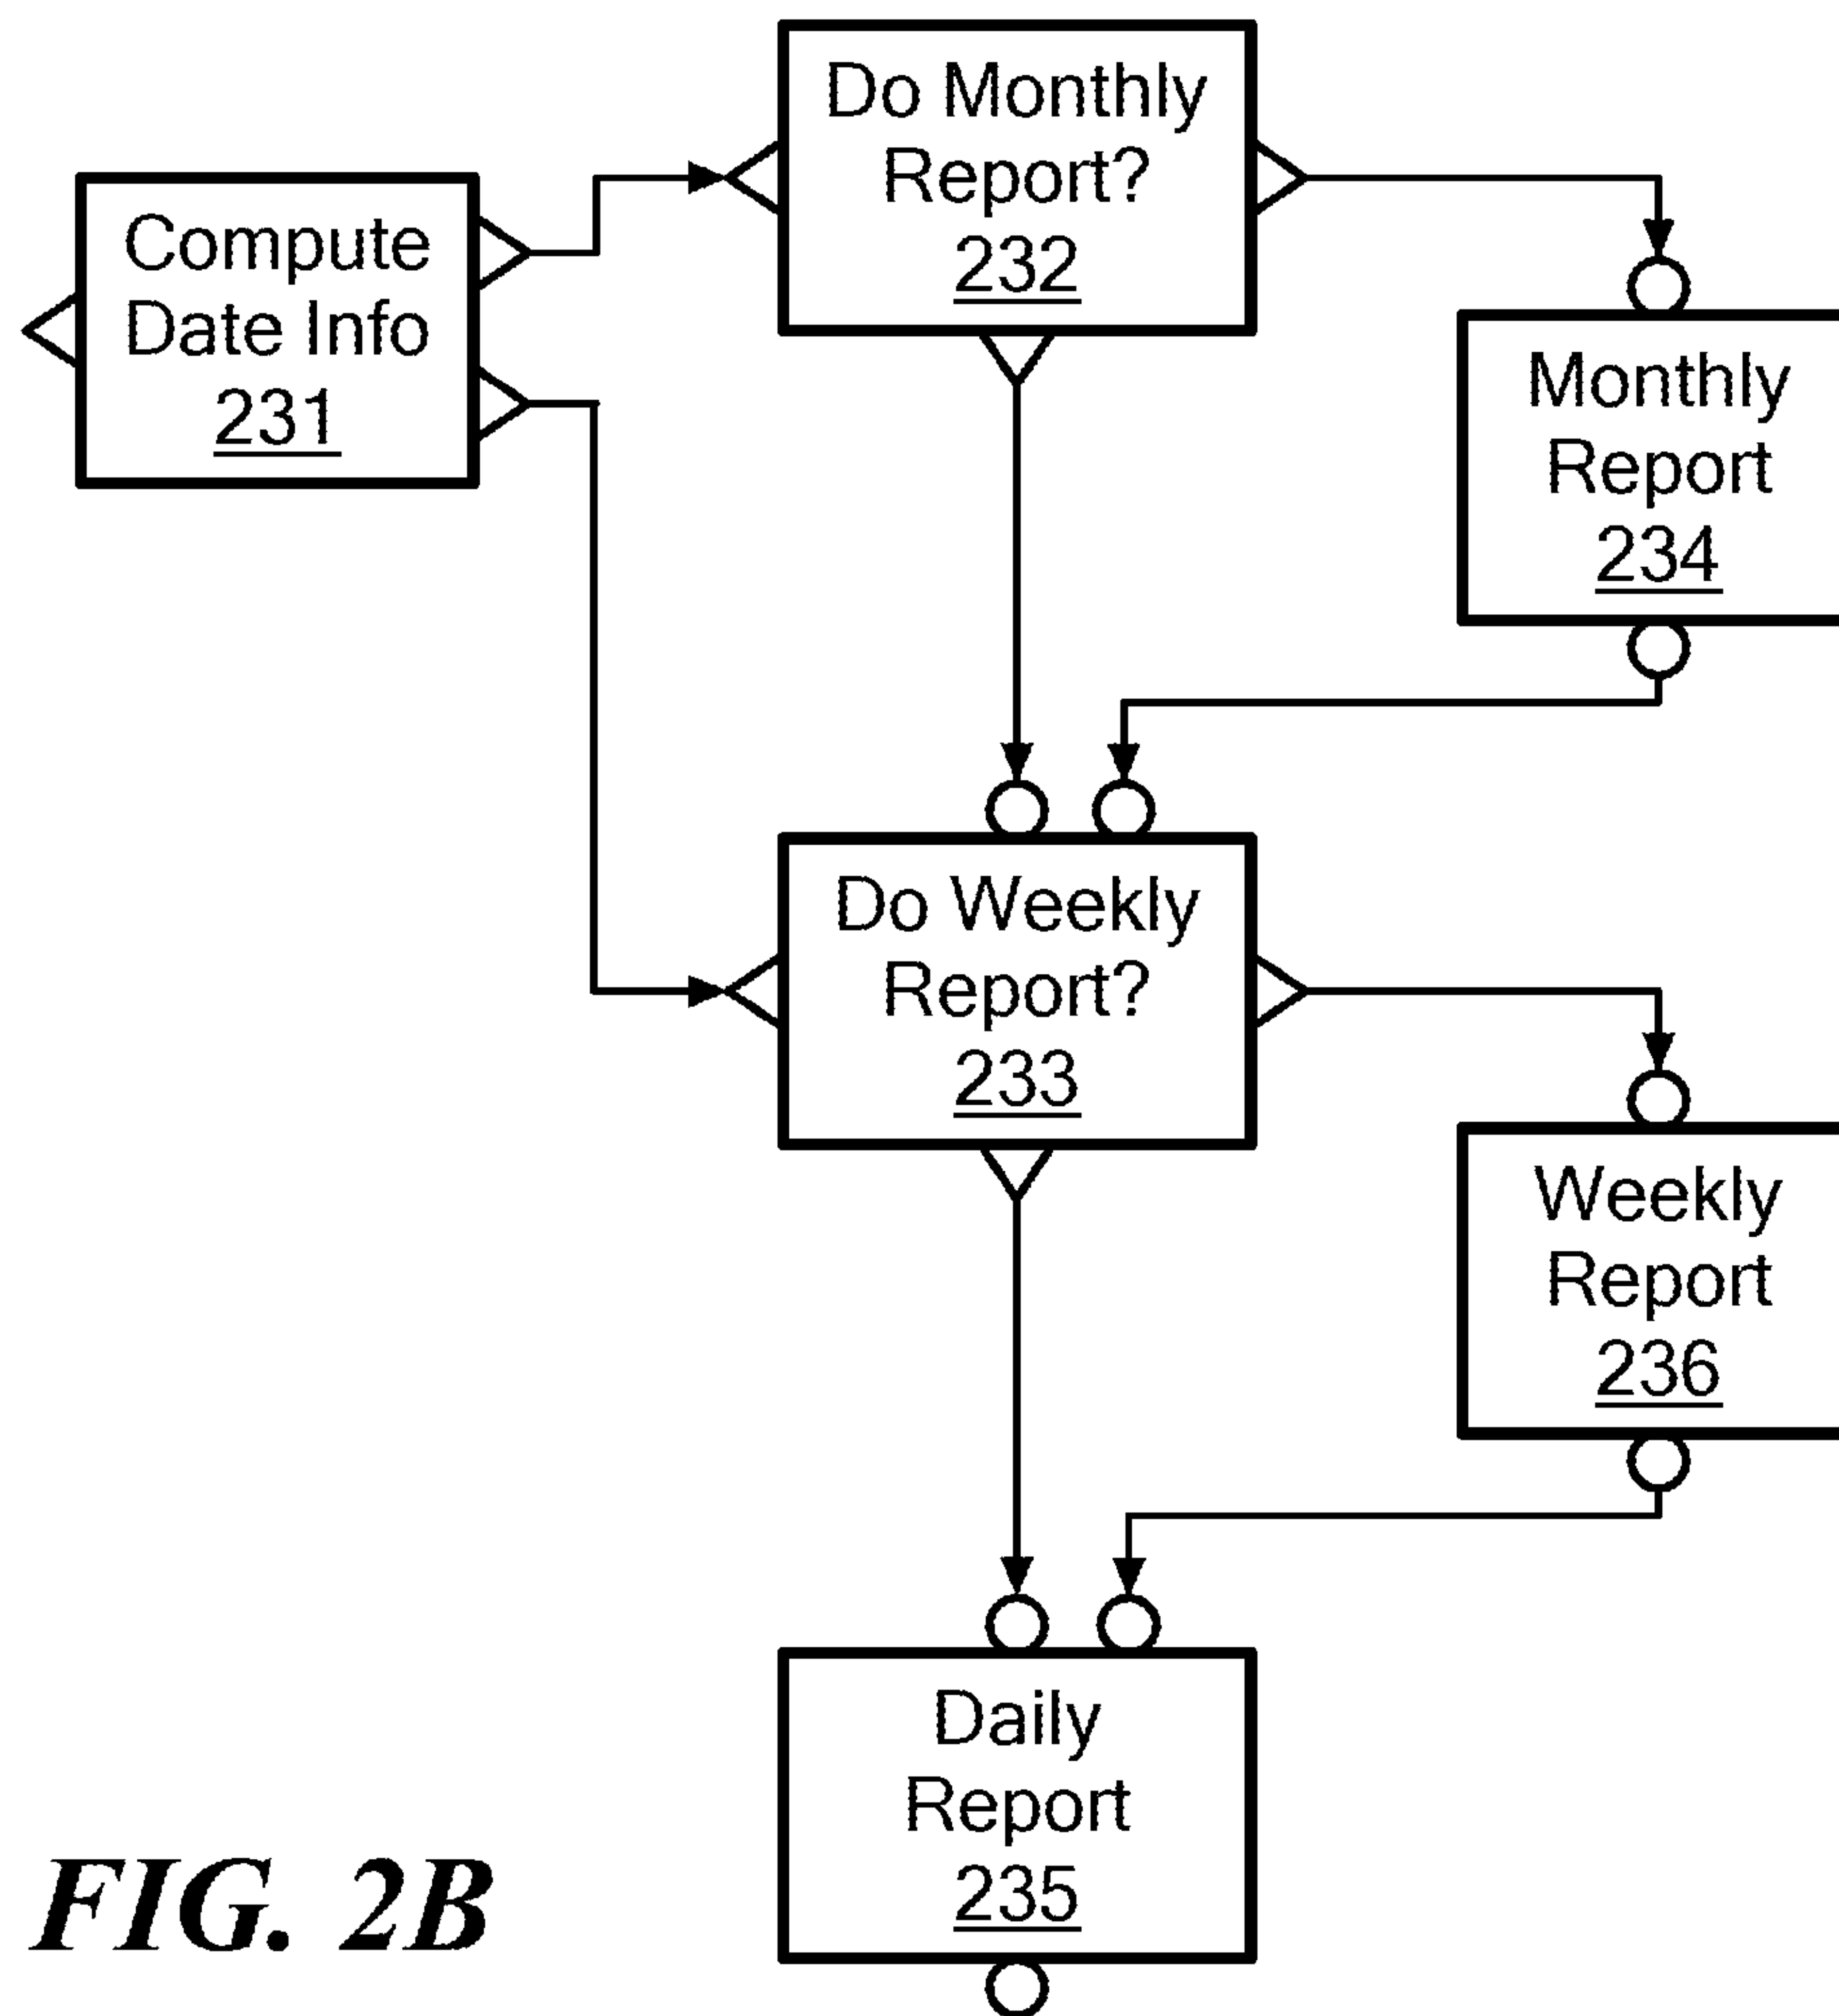 Do Monthly
Report?
232
Compute
Date Info
231
Monthly
Report
234
Do Weekly
Report?
233
Weekly
Report
236
Daily
Report
235
FIG. 2B